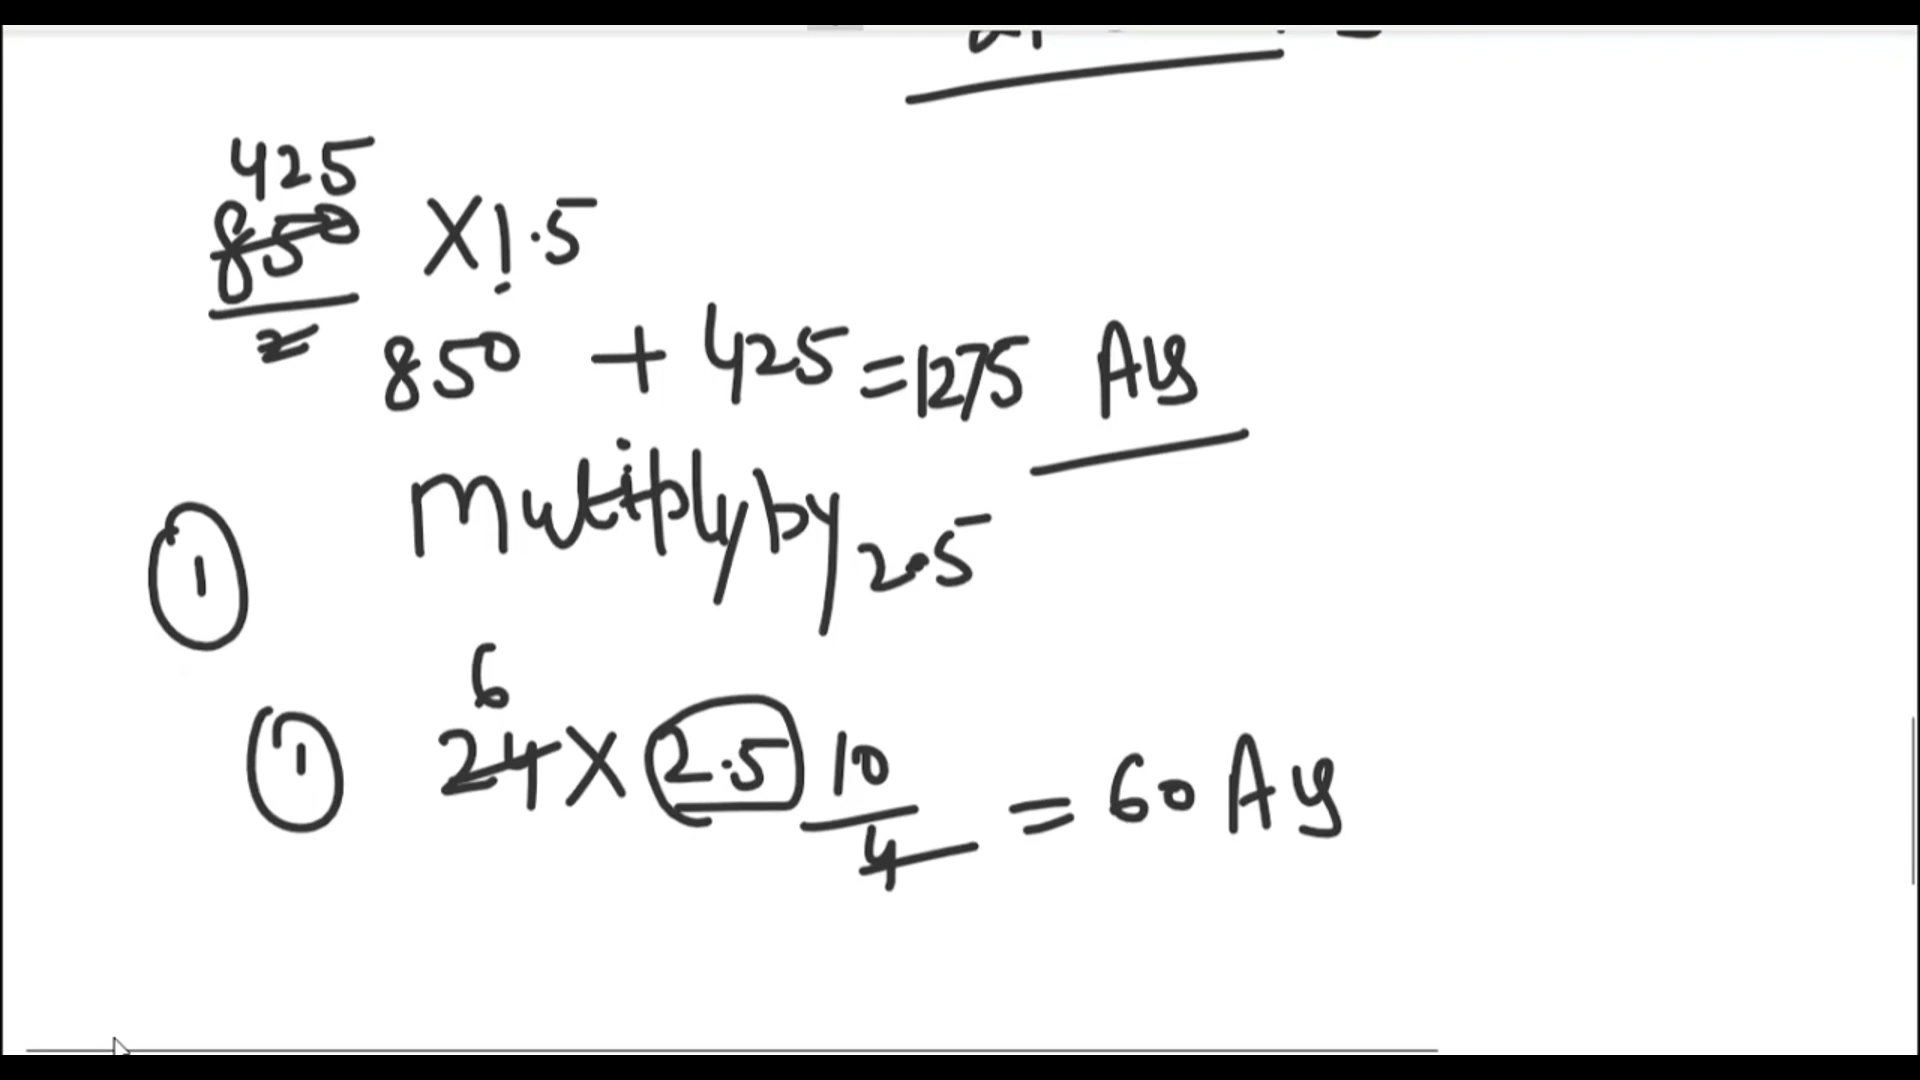 425
850 X 1.5
2
850 + 425 = 1275 Ay
1 Mutiply by 2.5
6
1 24 X 2.5 10 = 60 Ay
4